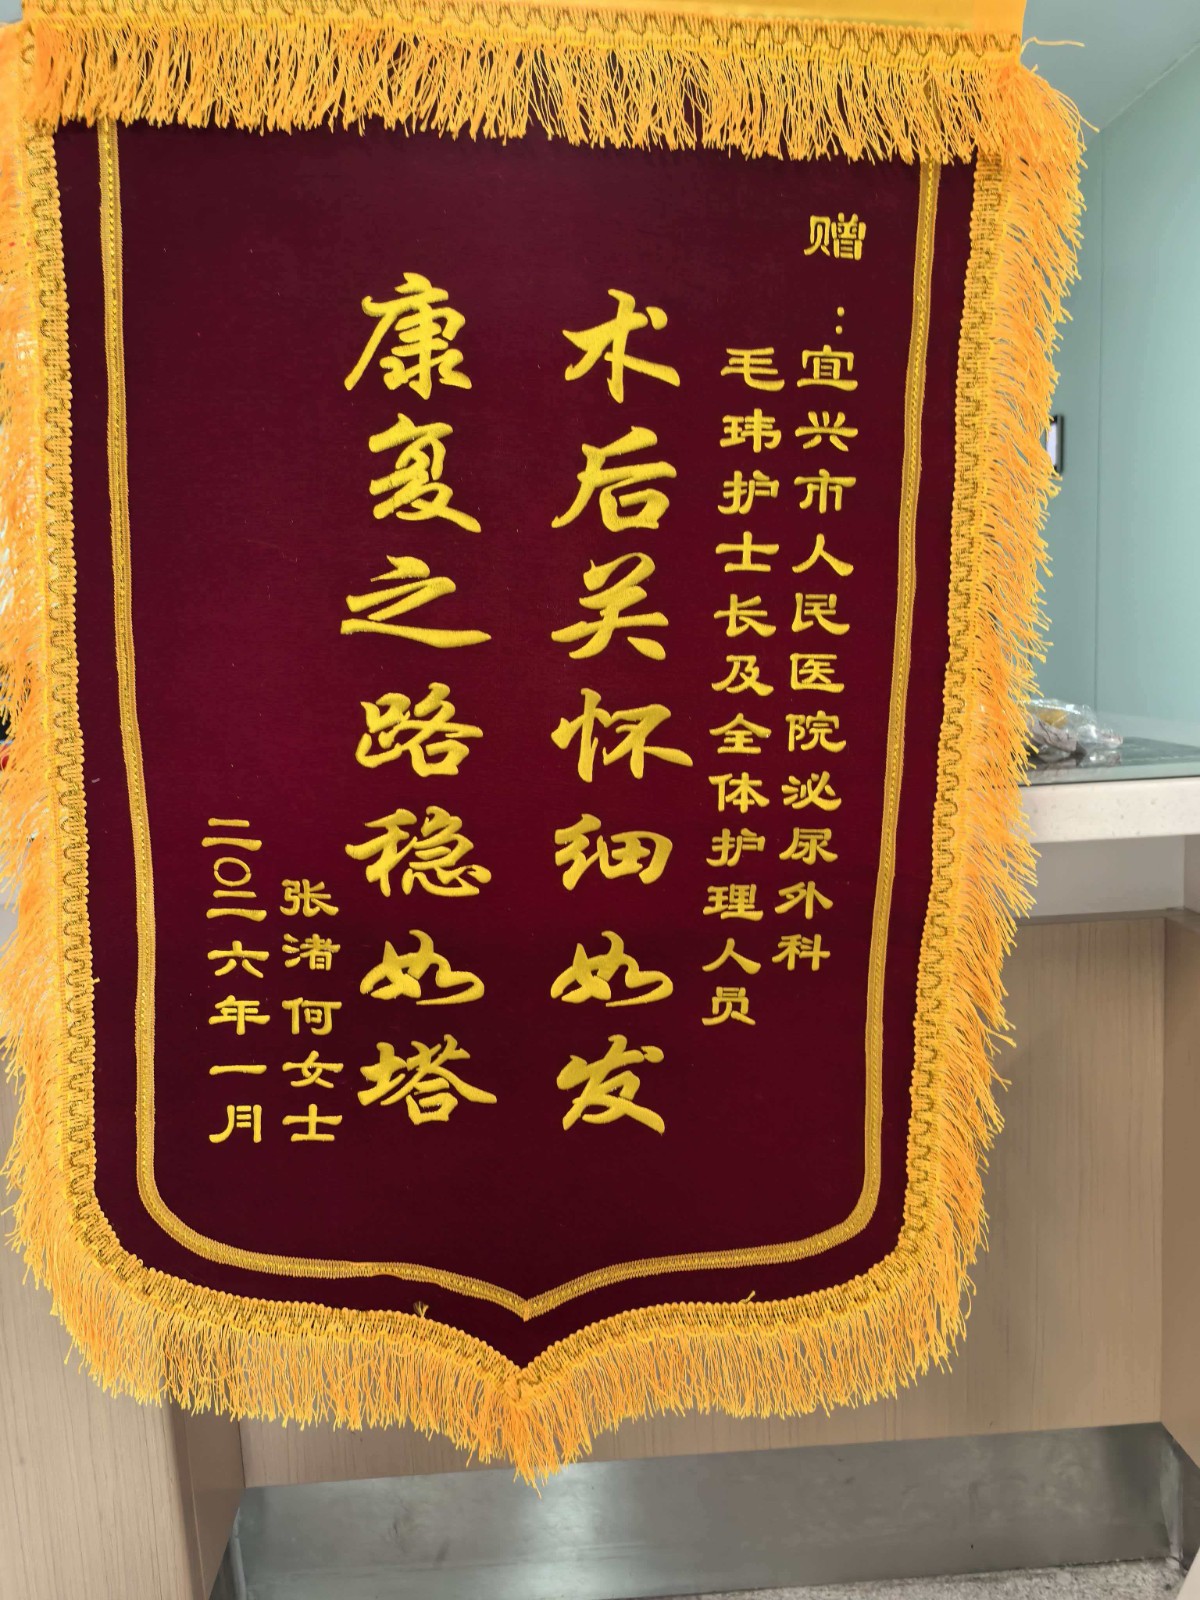 赠：宜兴市人民医院泌尿外科
毛玮护士长及全体护理人员
术后关怀细如发
康复之路稳如塔
张渚何女士
二〇二六年一月